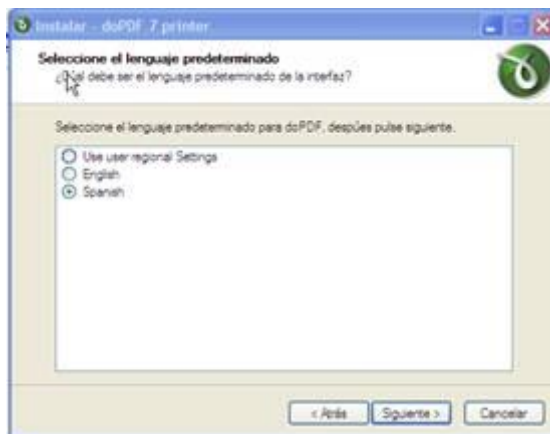 Instalar - doPDF 7 printer
Seleccione el lenguaje predeterminado
¿Cuál debe ser el lenguaje predeterminado de la interfaz?
Seleccione el lenguaje predeterminado para doPDF, despúes pulse siguiente.
Use user regional Settings
English
Spanish
< Atrás
Siguiente >
Cancelar